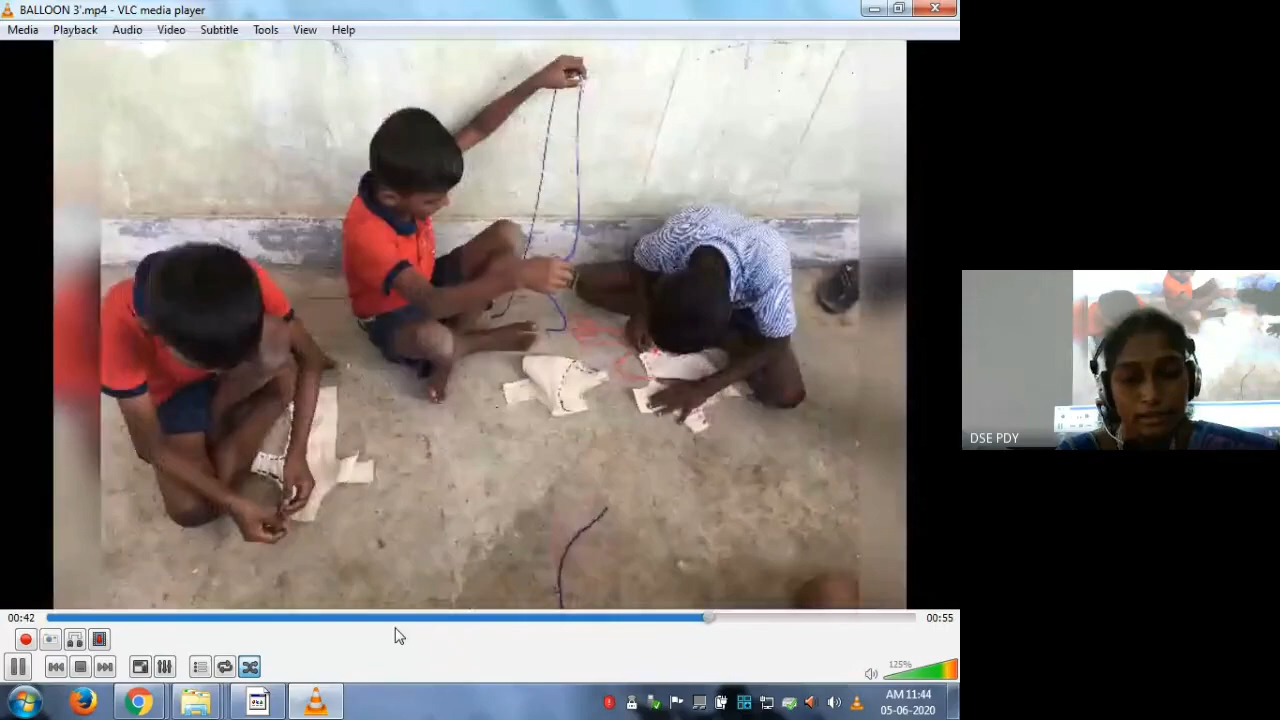 BALLOON 3'.mp4 - VLC media player
Media Playback Audio Video Subtitle Tools View Help
DSE PDY
00:42
00:55
125%
AM 11:44
05-06-2020